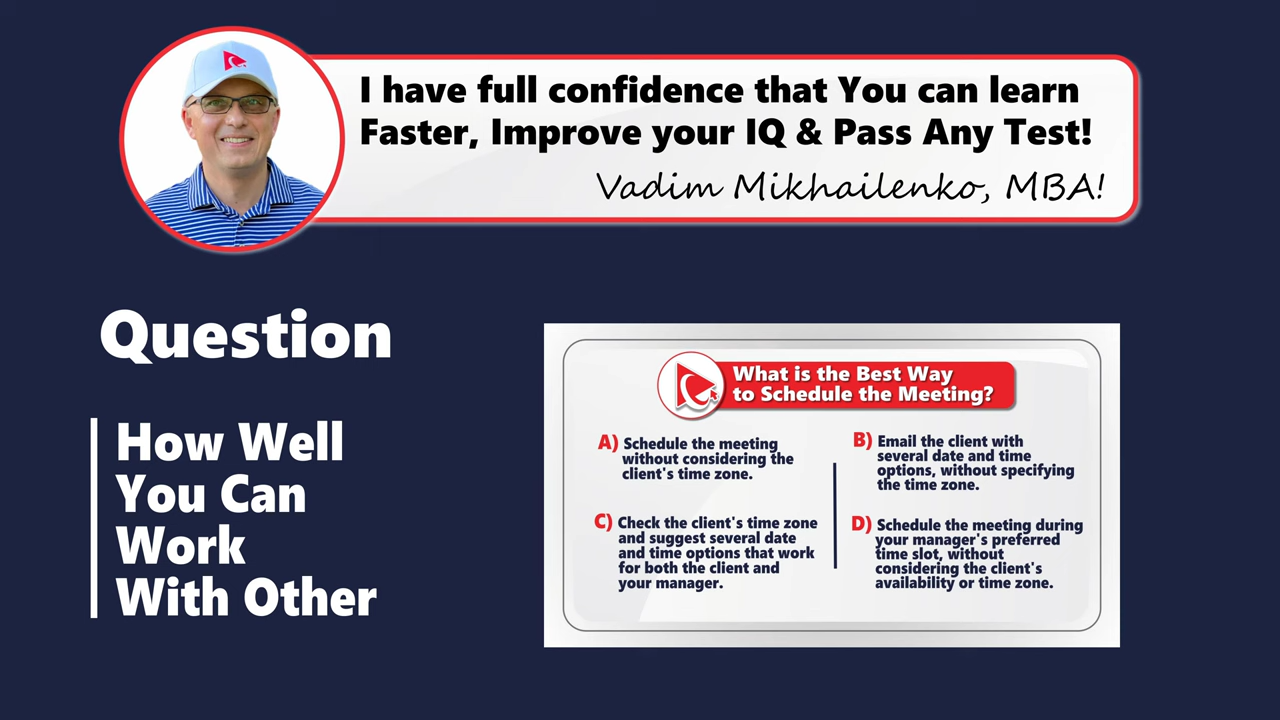 I have full confidence that You can learn
Faster, Improve your IQ & Pass Any Test!
Vadim Mikhailenko, MBA!
Question
How Well
You Can
Work
With Other
What is the Best Way
to Schedule the Meeting?
A) Schedule the meeting
without considering the
client's time zone.
B) Email the client with
several date and time
options, without specifying
the time zone.
C) Check the client's time zone
and suggest several date
and time options that work
for both the client and
your manager.
D) Schedule the meeting during
your manager's preferred
time slot, without
considering the client's
availability or time zone.